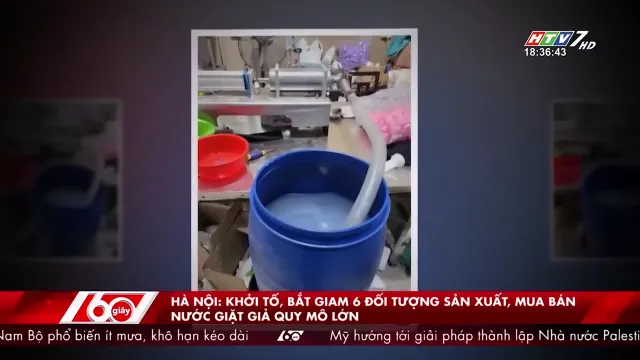 HTV7HD
18:36:43
60 giây
HÀ NỘI: KHỞI TỐ, BẮT GIAM 6 ĐỐI TƯỢNG SẢN XUẤT, MUA BÁN
NƯỚC GIẶT GIẢ QUY MÔ LỚN
Nam Bộ phổ biến ít mưa, khô hạn kéo dài Mỹ hướng tới giải pháp thành lập Nhà nước Palesti